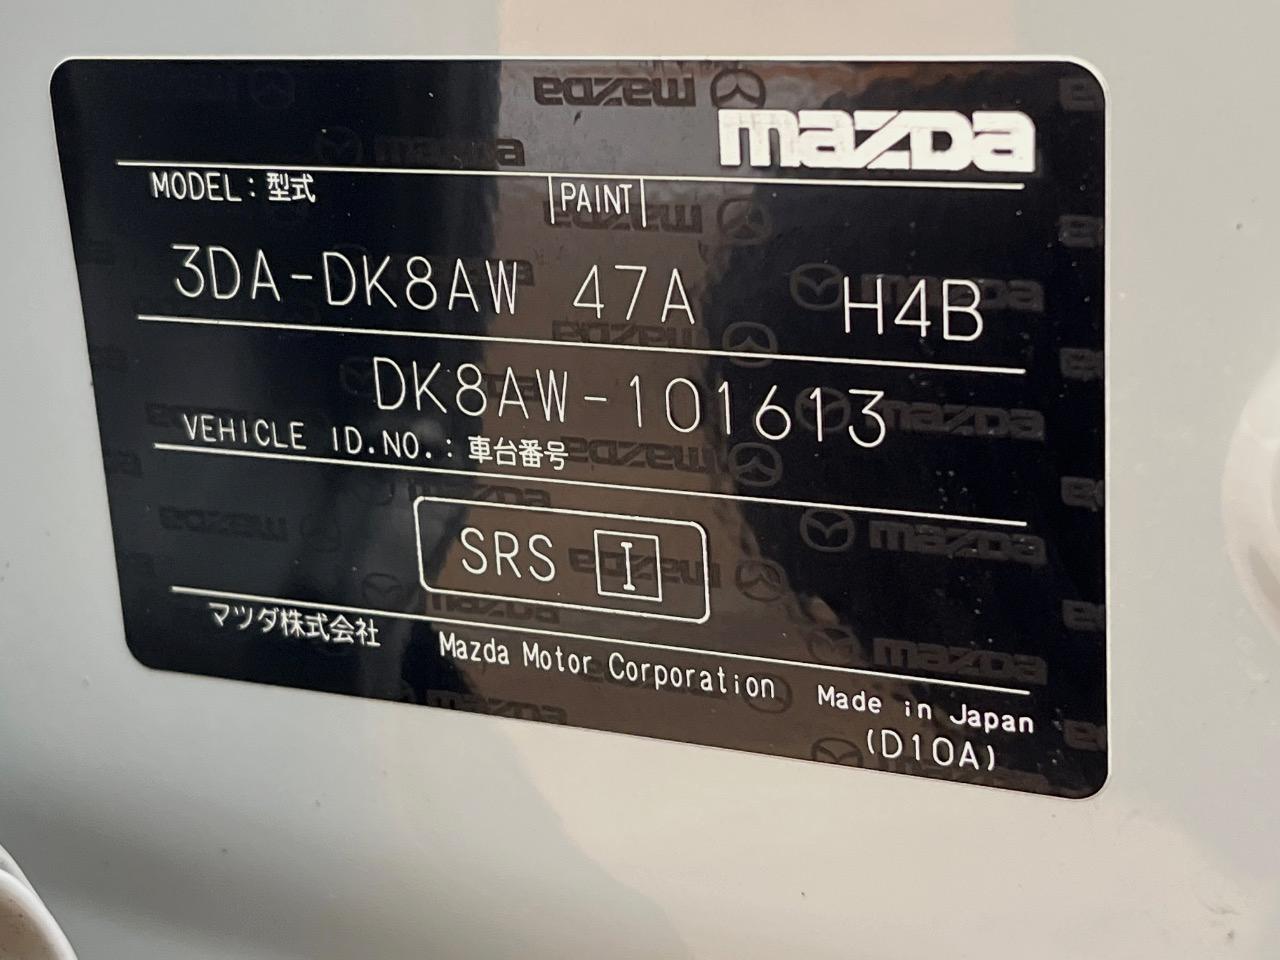 mazda
MODEL : 型式 PAINT
3DA-DK8AW 47A H4B
DK8AW-101613
VEHICLE ID.NO. : 車台番号
SRS I
マツダ株式会社 Mazda Motor Corporation Made in Japan
(D10A)